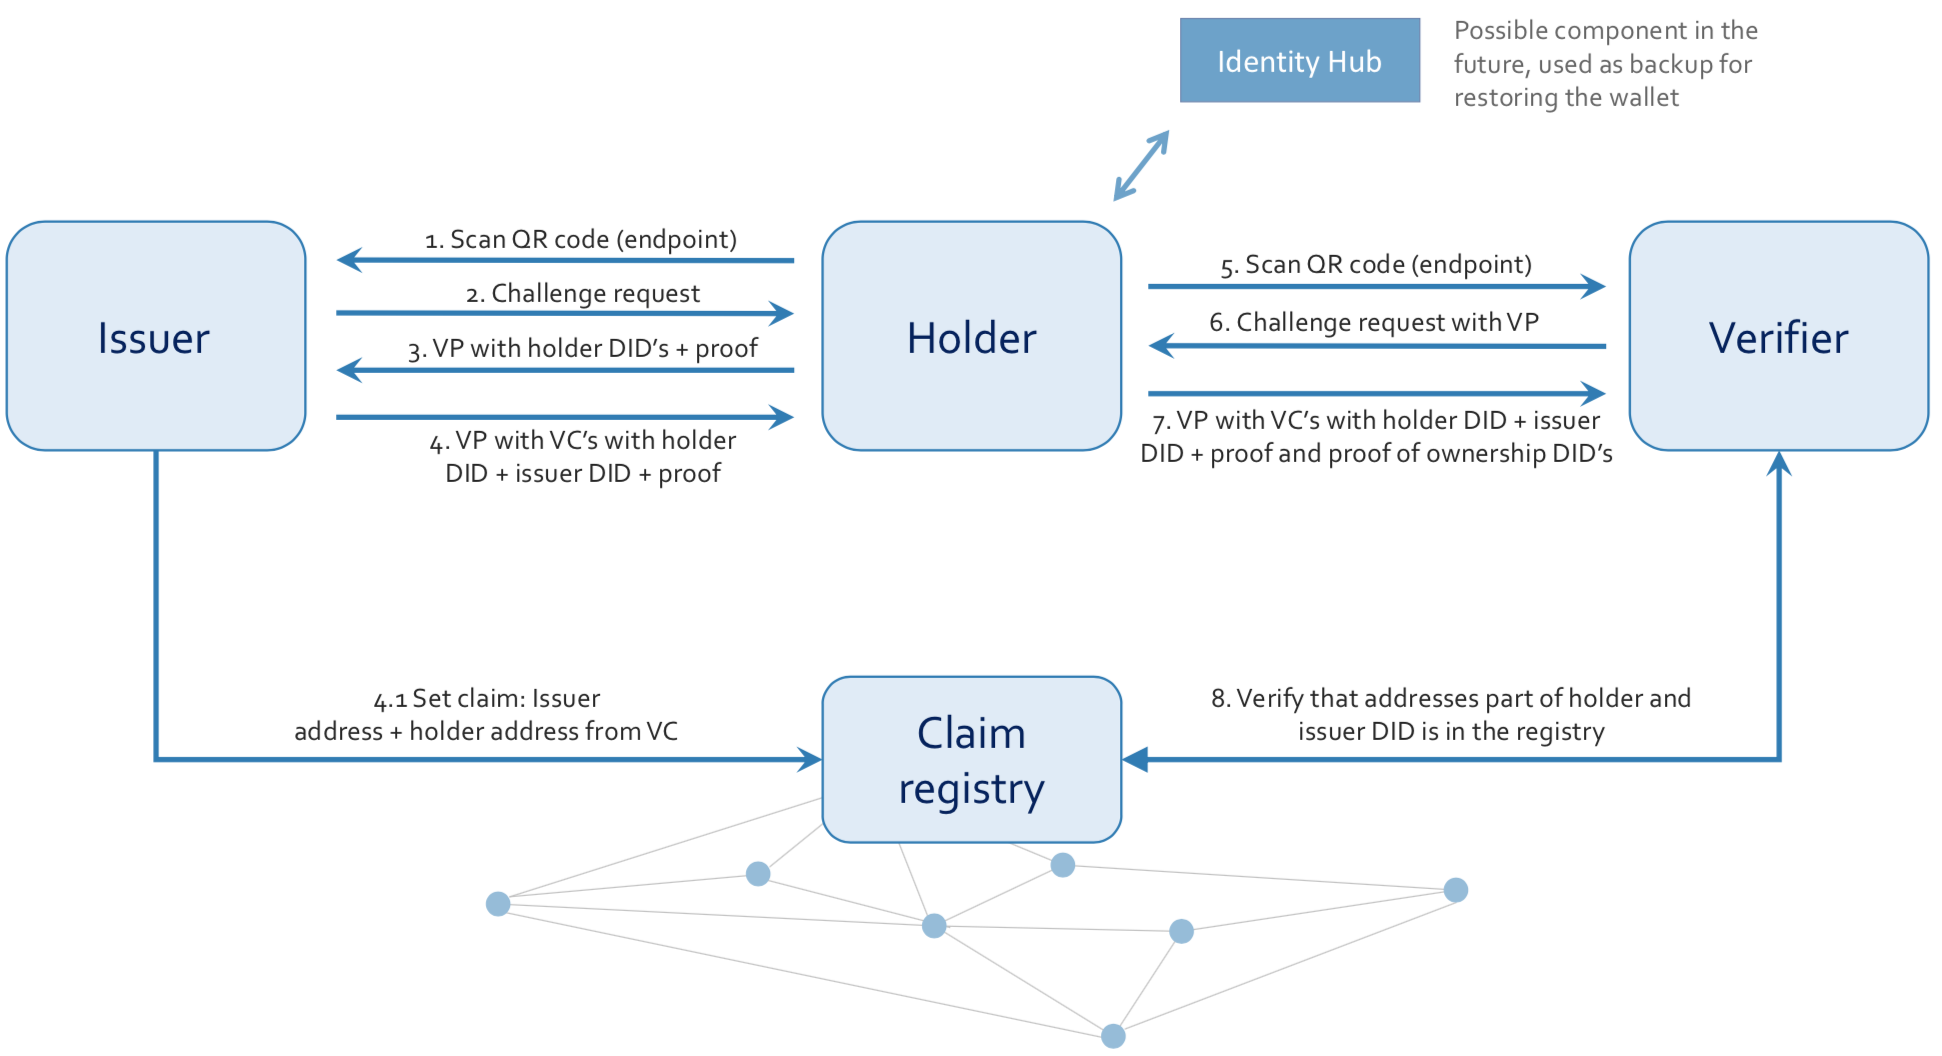 Identity Hub
Possible component in the
future, used as backup for
restoring the wallet
Issuer
1. Scan QR code (endpoint)
2. Challenge request
3. VP with holder DID’s + proof
4. VP with VC’s with holder
DID + issuer DID + proof
Holder
5. Scan QR code (endpoint)
6. Challenge request with VP
7. VP with VC’s with holder DID + issuer
DID + proof and proof of ownership DID’s
Verifier
4.1 Set claim: Issuer
address + holder address from VC
Claim
registry
8. Verify that addresses part of holder and
issuer DID is in the registry